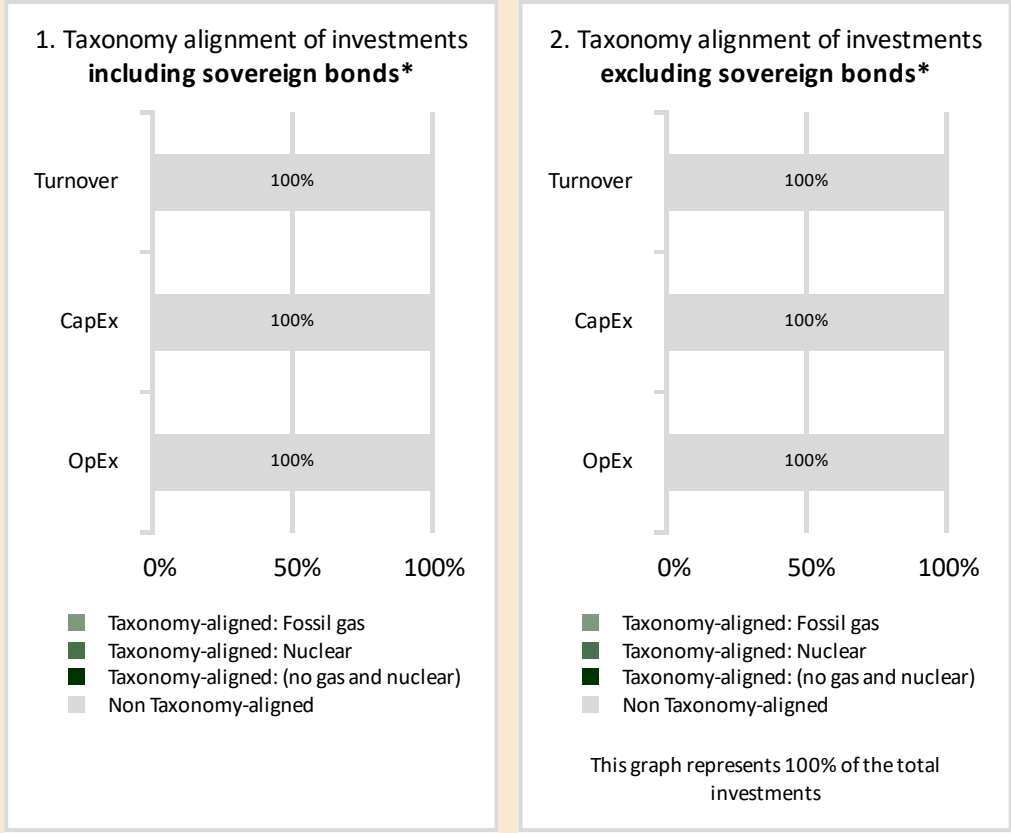 1. Taxonomy alignment of investments
including sovereign bonds*
Turnover
100%
CapEx
100%
OpEx
100%
0% 50% 100%
Taxonomy-aligned: Fossil gas
Taxonomy-aligned: Nuclear
Taxonomy-aligned: (no gas and nuclear)
Non Taxonomy-aligned
2. Taxonomy alignment of investments
excluding sovereign bonds*
Turnover
100%
CapEx
100%
OpEx
100%
0% 50% 100%
Taxonomy-aligned: Fossil gas
Taxonomy-aligned: Nuclear
Taxonomy-aligned: (no gas and nuclear)
Non Taxonomy-aligned
This graph represents 100% of the total
investments